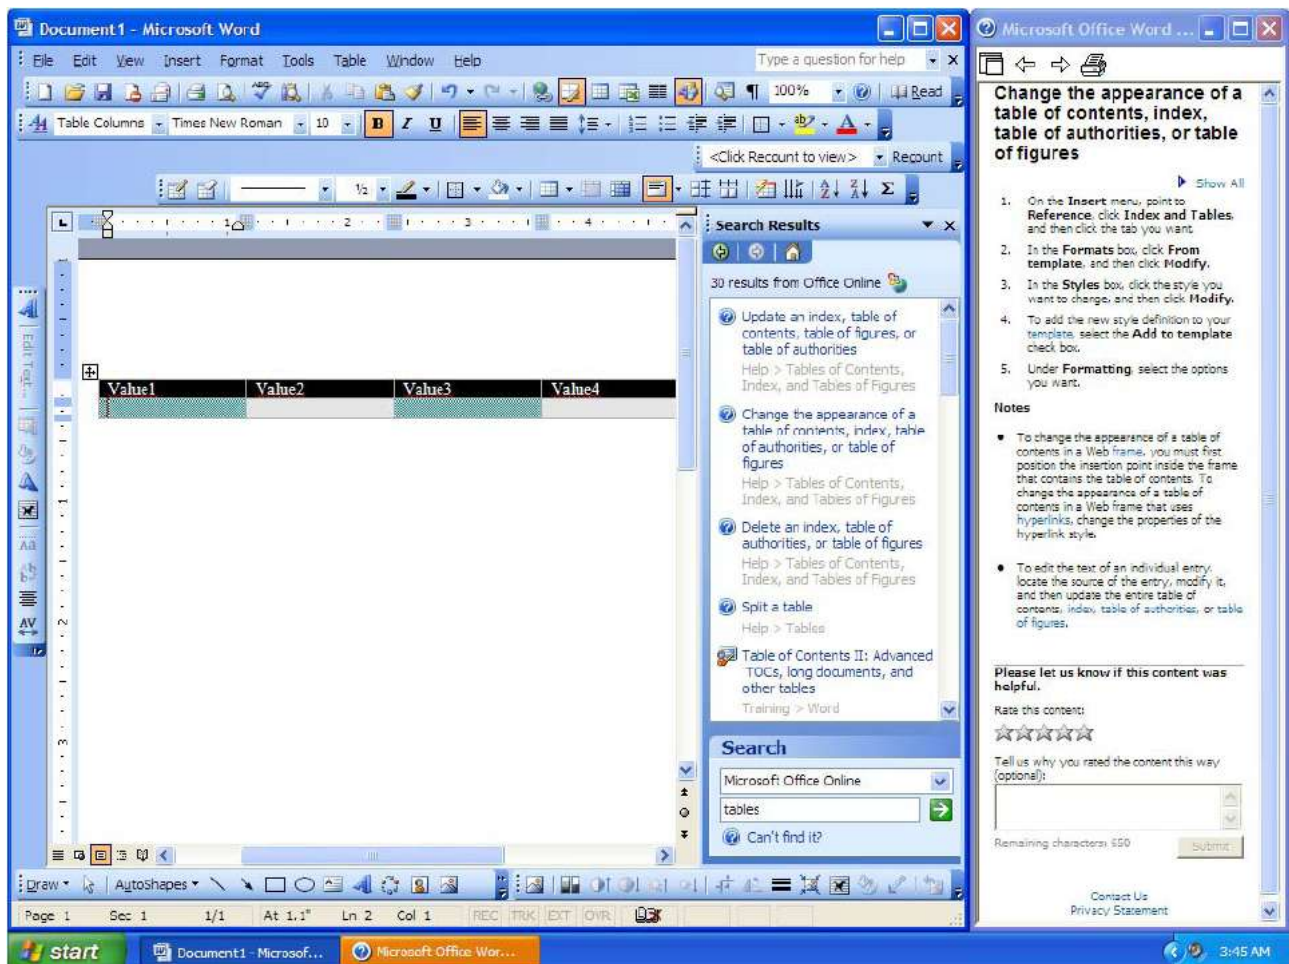 Document1 - Microsoft Word
File Edit View Insert Format Tools Table Window Help
Type a question for help
100%
Read
Table Columns
Times New Roman
10
B I U
<Click Recount to view>
Recount
½
1 2 3 4
Edit Text...
Value1 Value2 Value3 Value4
Search Results
30 results from Office Online
Update an index, table of
contents, table of figures, or
table of authorities
Help > Tables of Contents,
Index, and Tables of Figures
Change the appearance of a
table of contents, index, table
of authorities, or table of
figures
Help > Tables of Contents,
Index, and Tables of Figures
Delete an index, table of
authorities, or table of figures
Help > Tables of Contents,
Index, and Tables of Figures
Split a table
Help > Tables
Table of Contents II: Advanced
TOCs, long documents, and
other tables
Training > Word
Search
Microsoft Office Online
tables
Can't find it?
Draw
AutoShapes
Page 1 Sec 1 1/1 At 1.1" Ln 2 Col 1 REC TRK EXT OVR
Microsoft Office Word ...
Change the appearance of a
table of contents, index,
table of authorities, or table
of figures
Show All
1. On the Insert menu, point to
Reference, click Index and Tables,
and then click the tab you want.
2. In the Formats box, click From
template, and then click Modify.
3. In the Styles box, click the style you
want to change, and then click Modify.
4. To add the new style definition to your
template, select the Add to template
check box.
5. Under Formatting, select the options
you want.
Notes
• To change the appearance of a table of
contents in a Web frame, you must first
position the insertion point inside the frame
that contains the table of contents. To
change the appearance of a table of
contents in a Web frame that uses
hyperlinks, change the properties of the
hyperlink style.
• To edit the text of an individual entry,
locate the source of the entry, modify it,
and then update the entire table of
contents, index, table of authorities, or table
of figures.
Please let us know if this content was
helpful.
Rate this content:
Tell us why you rated the content this way
(optional):
Remaining characters: 650
Submit
Contact Us
Privacy Statement
start
Document1 - Microsof...
Microsoft Office Wor...
3:45 AM